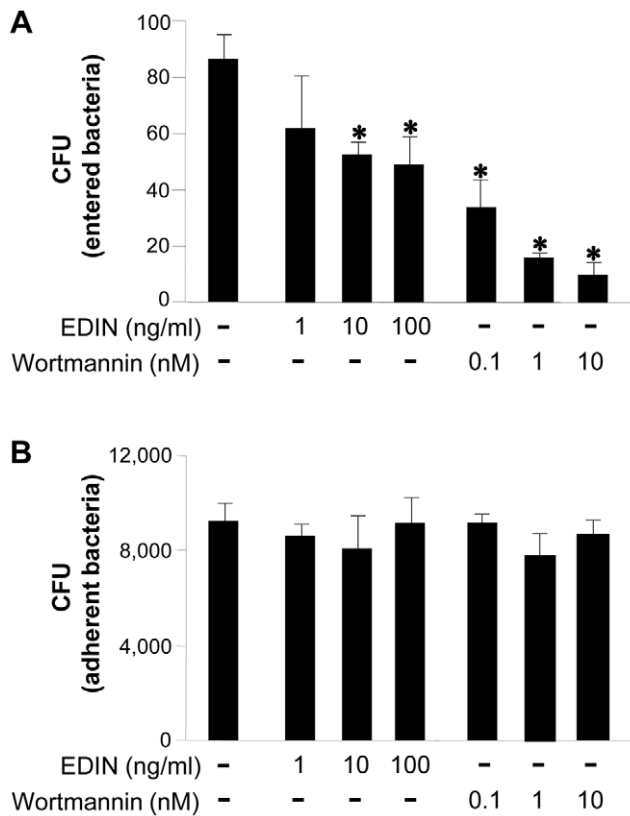 A
100
80
60
40
20
0
CFU
(entered bacteria)
* * * * *
EDIN (ng/ml) - 1 10 100 - - -
Wortmannin (nM) - - - - 0.1 1 10
B
12,000
8,000
4,000
0
CFU
(adherent bacteria)
EDIN (ng/ml) - 1 10 100 - - -
Wortmannin (nM) - - - - 0.1 1 10